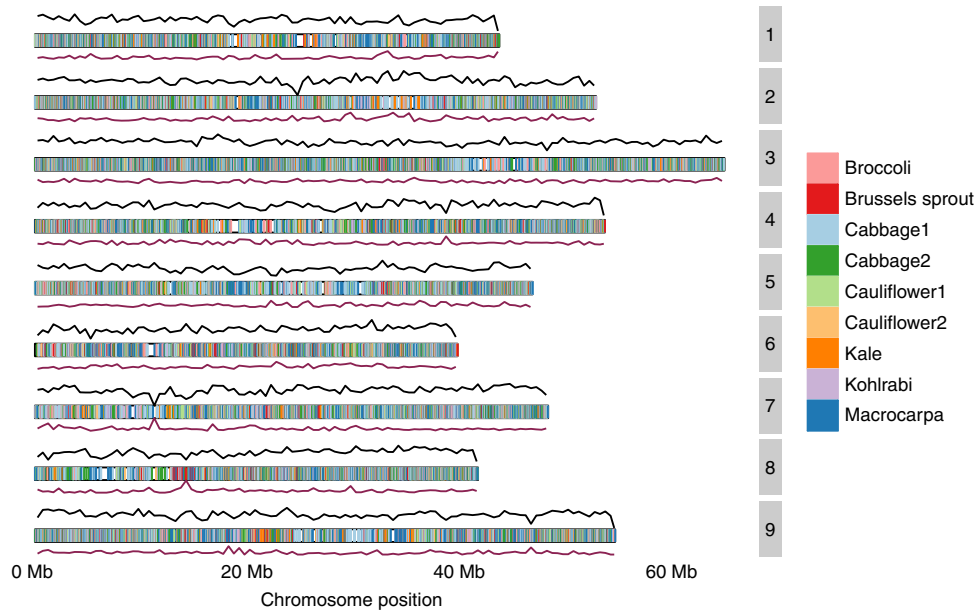 1
2
3
4
5
6
7
8
9
Broccoli
Brussels sprout
Cabbage1
Cabbage2
Cauliflower1
Cauliflower2
Kale
Kohlrabi
Macrocarpa
0 Mb
20 Mb
40 Mb
60 Mb
Chromosome position